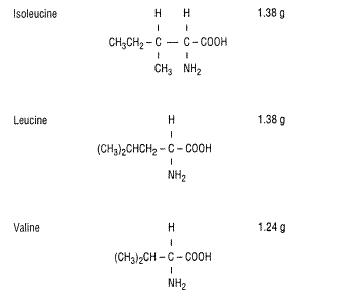 Isoleucine H H 1.38 g
CH₃CH₂ – C — C – COOH
CH₃ NH₂
Leucine H 1.38 g
(CH₃)₂CHCH₂ – C – COOH
NH₂
Valine H 1.24 g
(CH₃)₂CH – C – COOH
NH₂